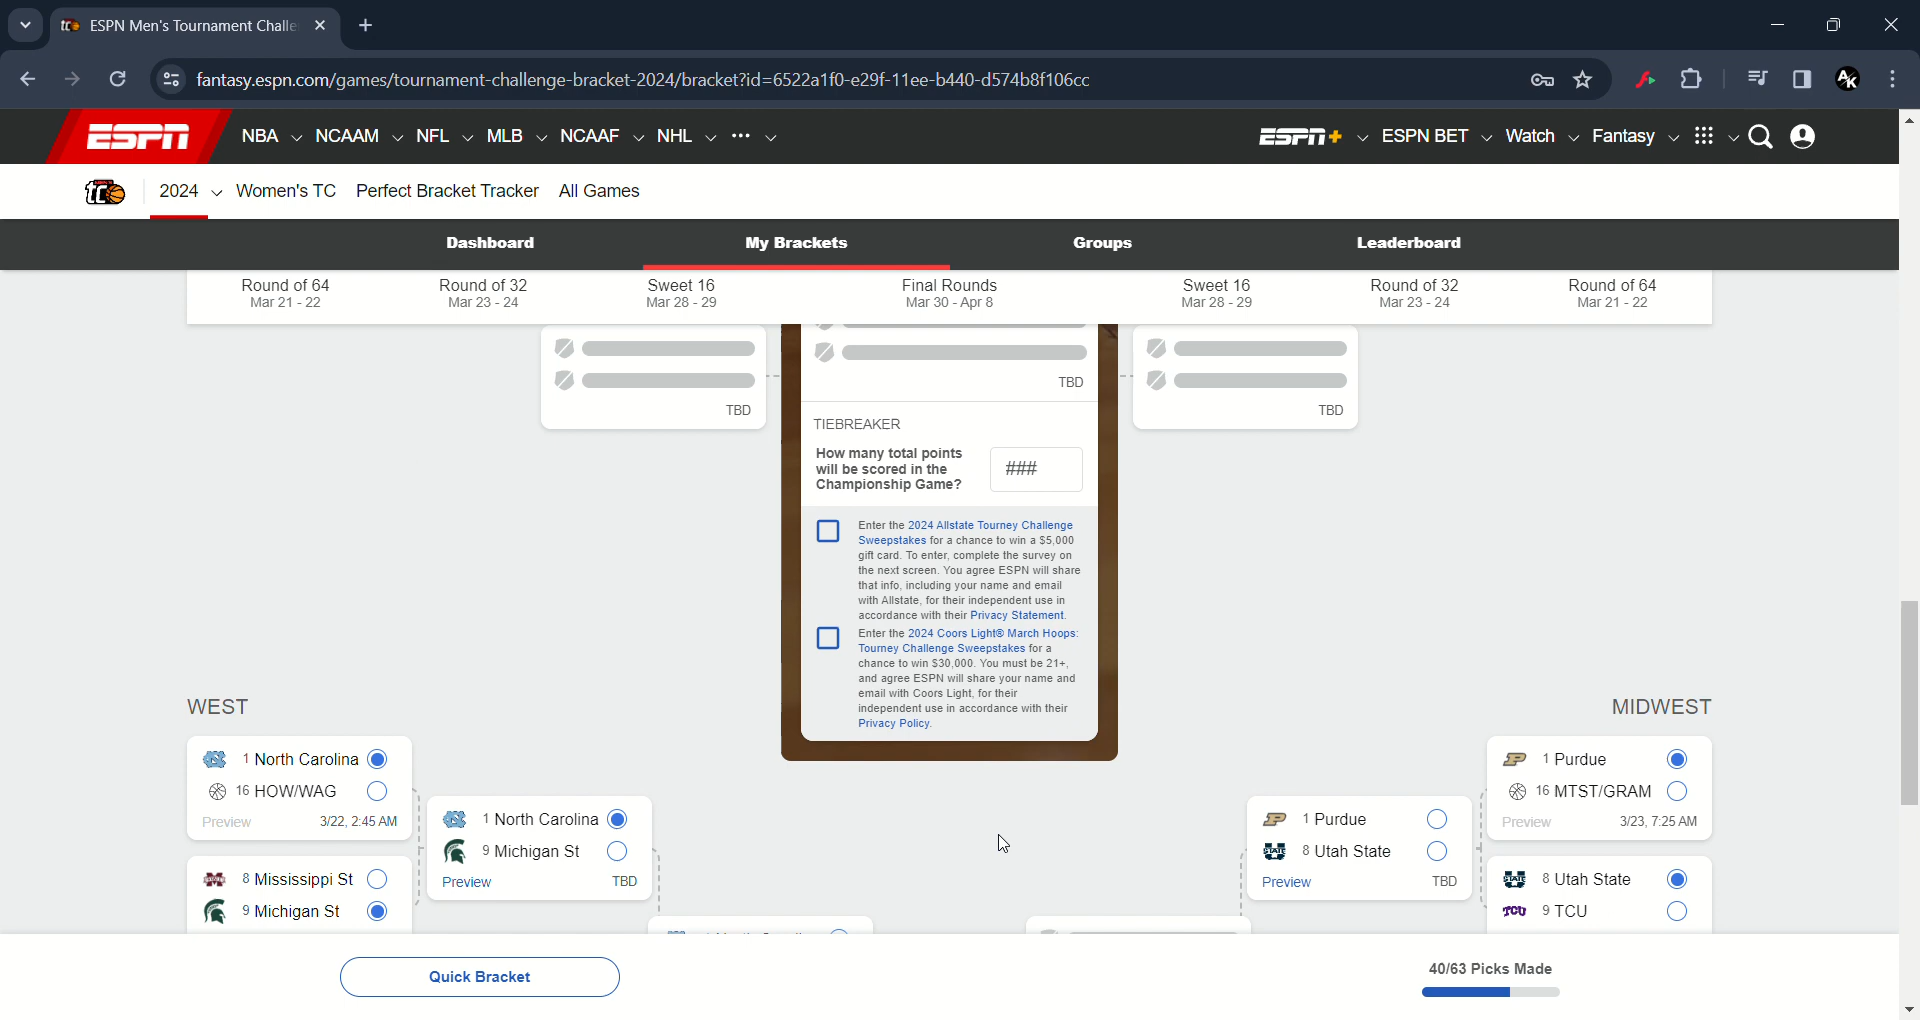 ESPN Men's Tournament Challe
fantasy.espn.com/games/tournament-challenge-bracket-2024/bracket?id=6522a1f0-e29f-11ee-b440-d574b8f106cc
AK
ESPN NBA NCAAM NFL MLB NCAAF NHL ESPN+ ESPN BET Watch Fantasy
tc 2024 Women's TC Perfect Bracket Tracker All Games
Dashboard My Brackets Groups Leaderboard
Round of 64 Round of 32 Sweet 16 Final Rounds Sweet 16 Round of 32 Round of 64
Mar 21 - 22 Mar 23 - 24 Mar 28 - 29 Mar 30 - Apr 8 Mar 28 - 29 Mar 23 - 24 Mar 21 - 22
TBD
TBD TBD
TIEBREAKER
How many total points
will be scored in the
Championship Game?
###
Enter the 2024 Allstate Tourney Challenge
Sweepstakes for a chance to win a $5,000
gift card. To enter, complete the survey on
the next screen. You agree ESPN will share
that info, including your name and email
with Allstate, for their independent use in
accordance with their Privacy Statement.
Enter the 2024 Coors Light® March Hoops:
Tourney Challenge Sweepstakes for a
chance to win $30,000. You must be 21+,
and agree ESPN will share your name and
email with Coors Light, for their
independent use in accordance with their
Privacy Policy.
WEST
1 North Carolina
16 HOW/WAG
Preview 3/22, 2:45 AM
8 Mississippi St
9 Michigan St
1 North Carolina
9 Michigan St
Preview TBD
MIDWEST
1 Purdue
8 Utah State
Preview TBD
1 Purdue
16 MTST/GRAM
Preview 3/23, 7:25 AM
8 Utah State
TCU 9 TCU
Quick Bracket
40/63 Picks Made